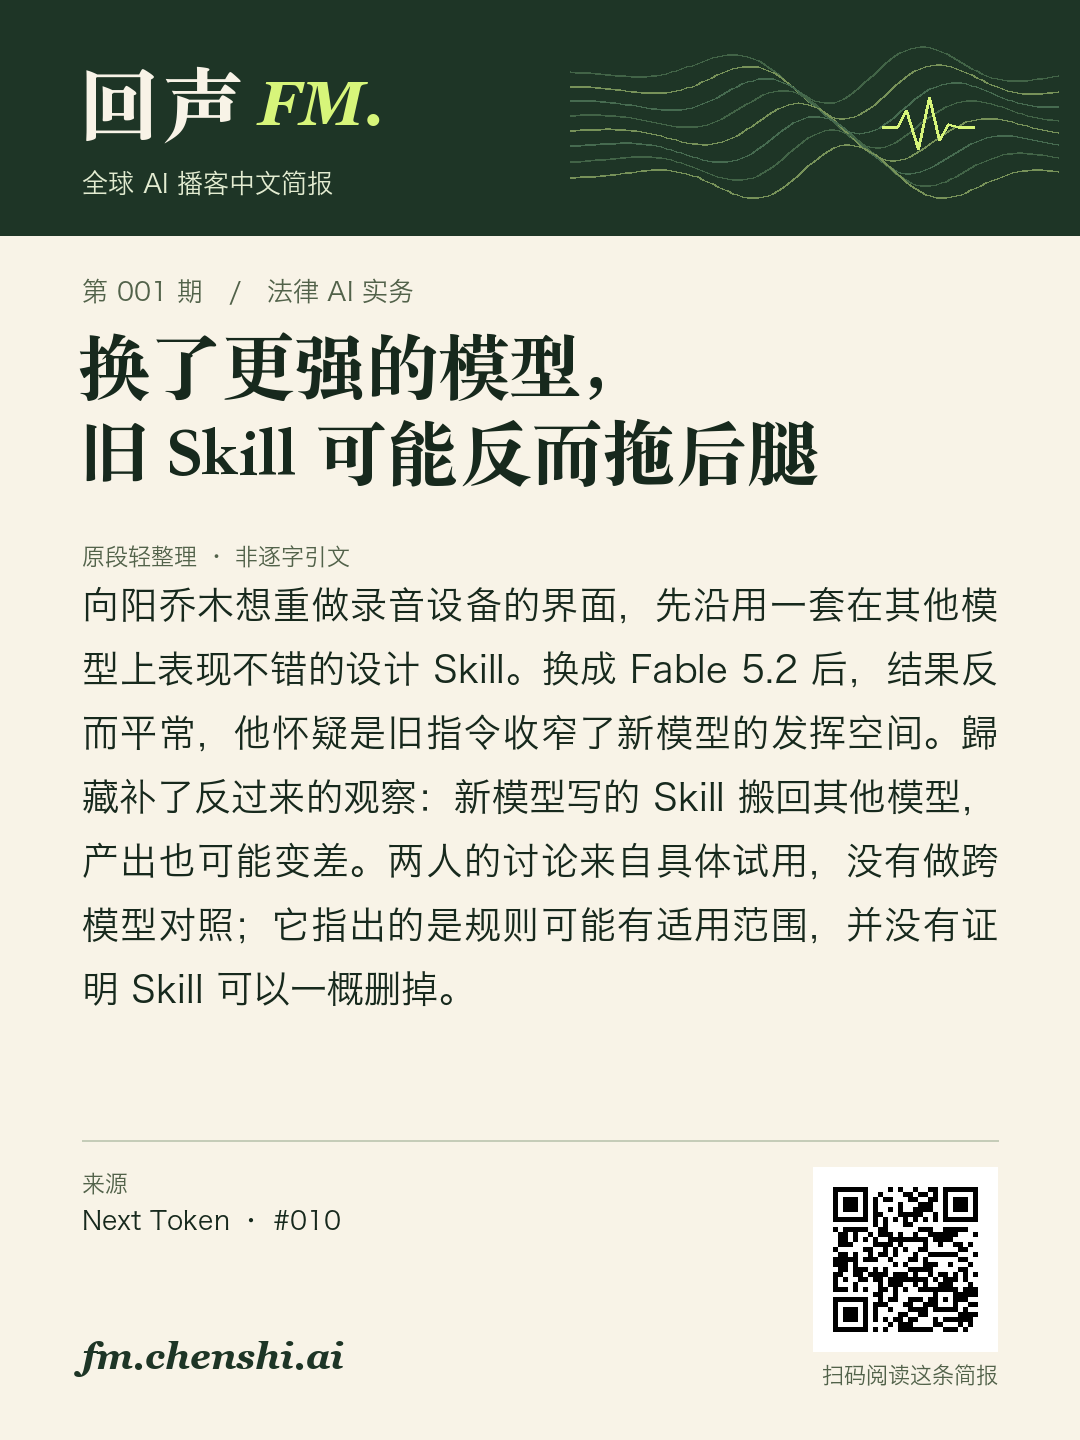 回声 FM.
全球 AI 播客中文简报
第 001 期 / 法律 AI 实务
换了更强的模型，
旧 Skill 可能反而拖后腿
原段轻整理 · 非逐字引文
向阳乔木想重做录音设备的界面，先沿用一套在其他模
型上表现不错的设计 Skill。换成 Fable 5.2 后，结果反
而平常，他怀疑是旧指令收窄了新模型的发挥空间。歸
藏补了反过来的观察：新模型写的 Skill 搬回其他模型，
产出也可能变差。两人的讨论来自具体试用，没有做跨
模型对照；它指出的是规则可能有适用范围，并没有证
明 Skill 可以一概删掉。
来源
Next Token · #010
fm.chenshi.ai
扫码阅读这条简报